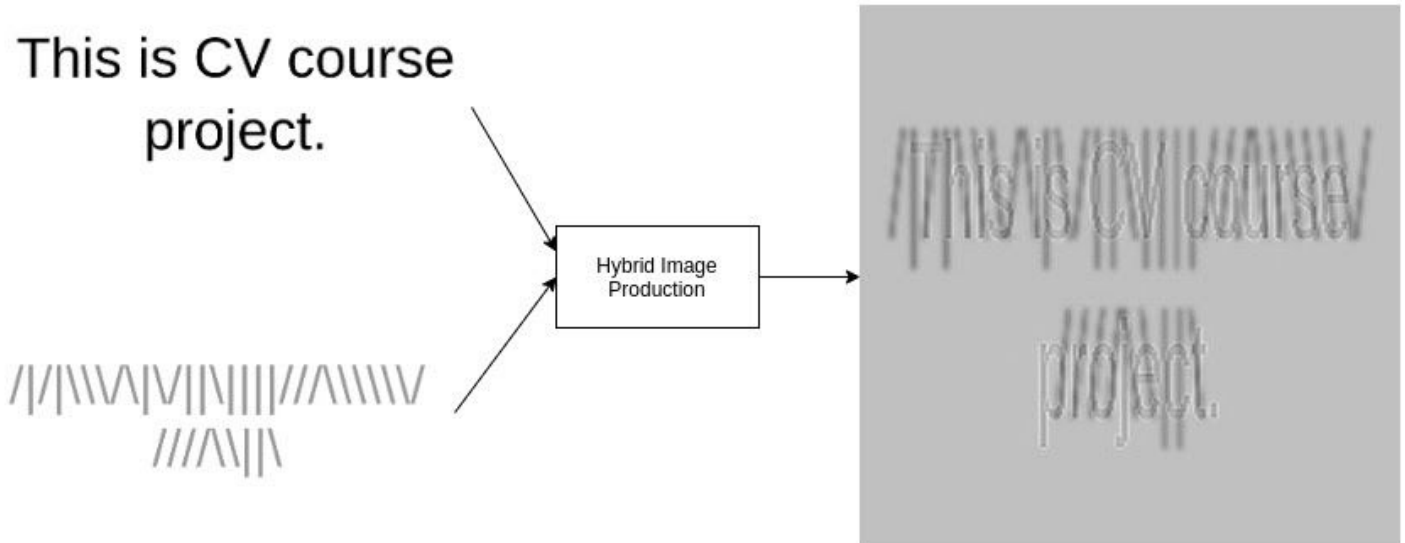 This is CV course
project.
/|/|\\\/\|\/||\||||///\\\\\\/
////\\||\
Hybrid Image
Production
This is CV course
project.